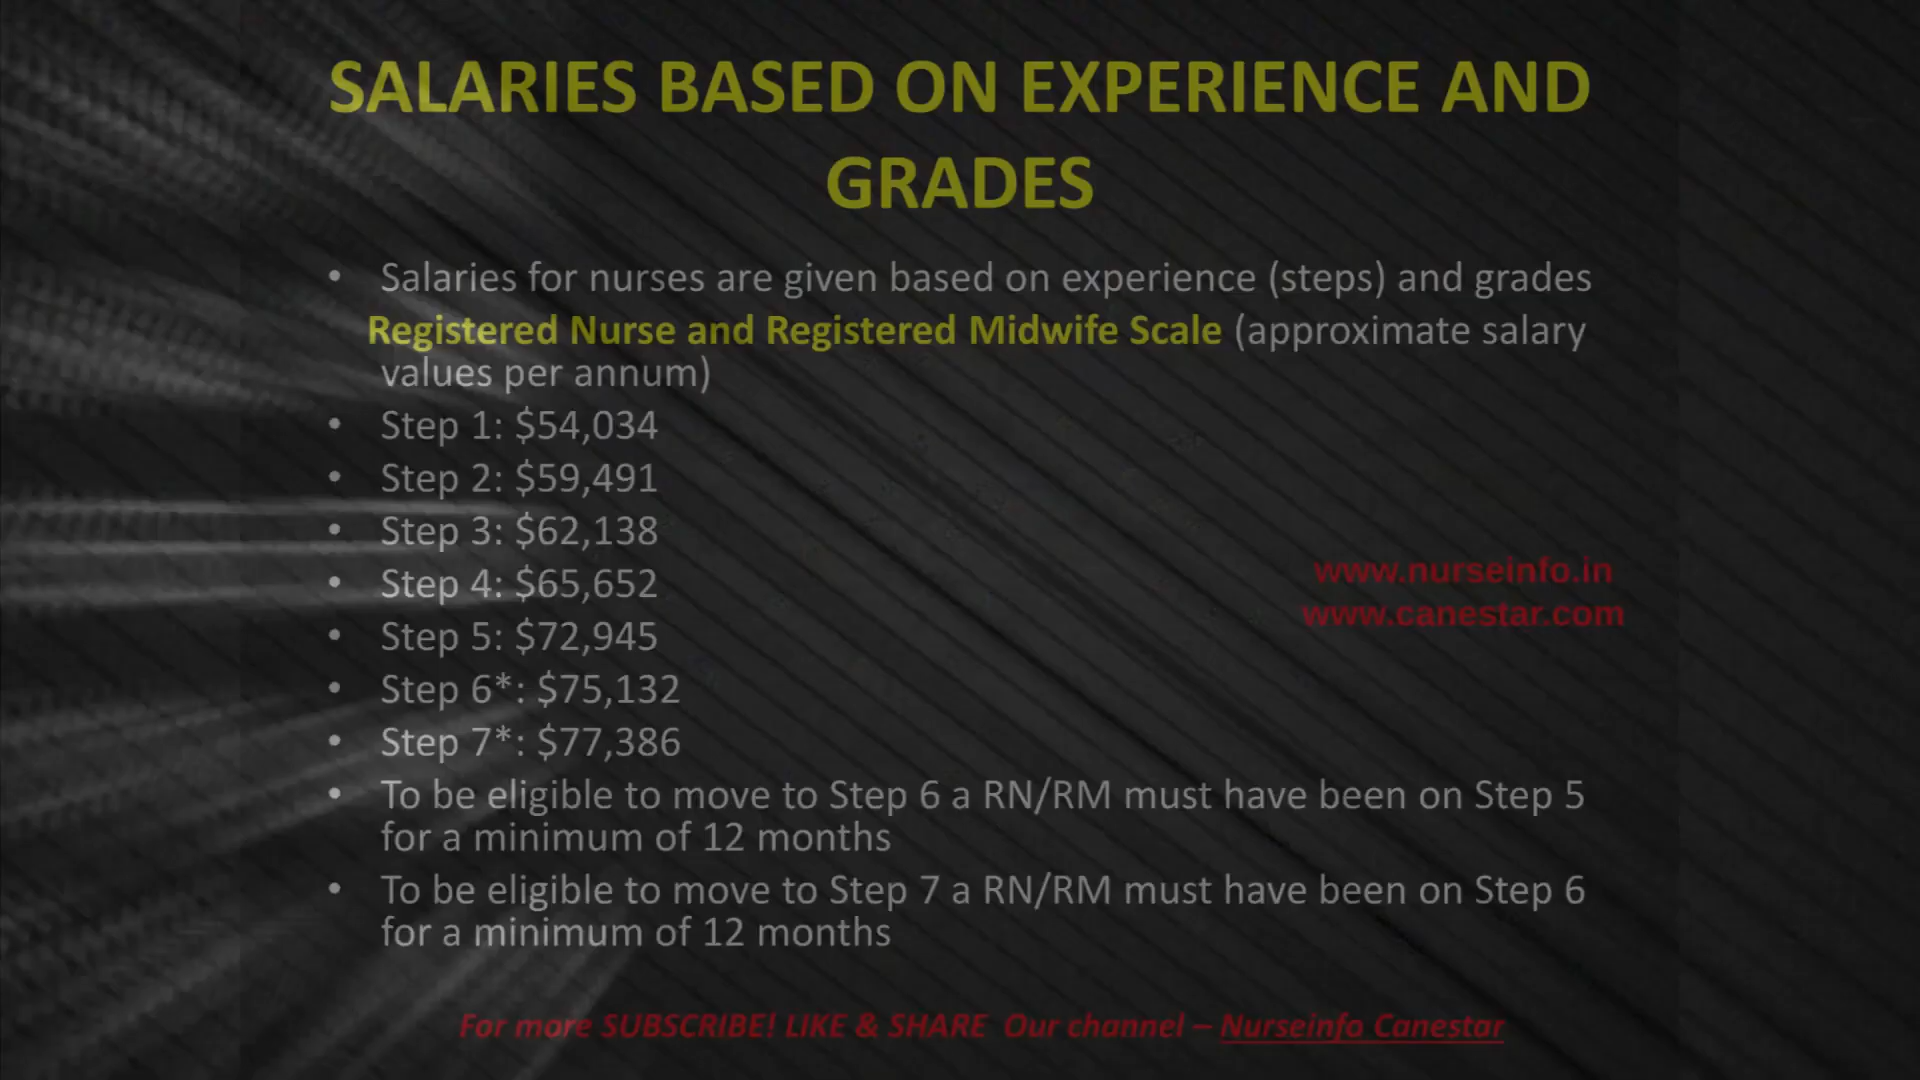 SALARIES BASED ON EXPERIENCE AND
GRADES
• Salaries for nurses are given based on experience (steps) and grades
Registered Nurse and Registered Midwife Scale (approximate salary
values per annum)
• Step 1: $54,034
• Step 2: $59,491
• Step 3: $62,138
• Step 4: $65,652
• Step 5: $72,945
• Step 6*: $75,132
• Step 7*: $77,386
www.nurseinfo.in
www.canestar.com
• To be eligible to move to Step 6 a RN/RM must have been on Step 5
for a minimum of 12 months
• To be eligible to move to Step 7 a RN/RM must have been on Step 6
for a minimum of 12 months
For more SUBSCRIBE! LIKE & SHARE Our channel – Nurseinfo Canestar